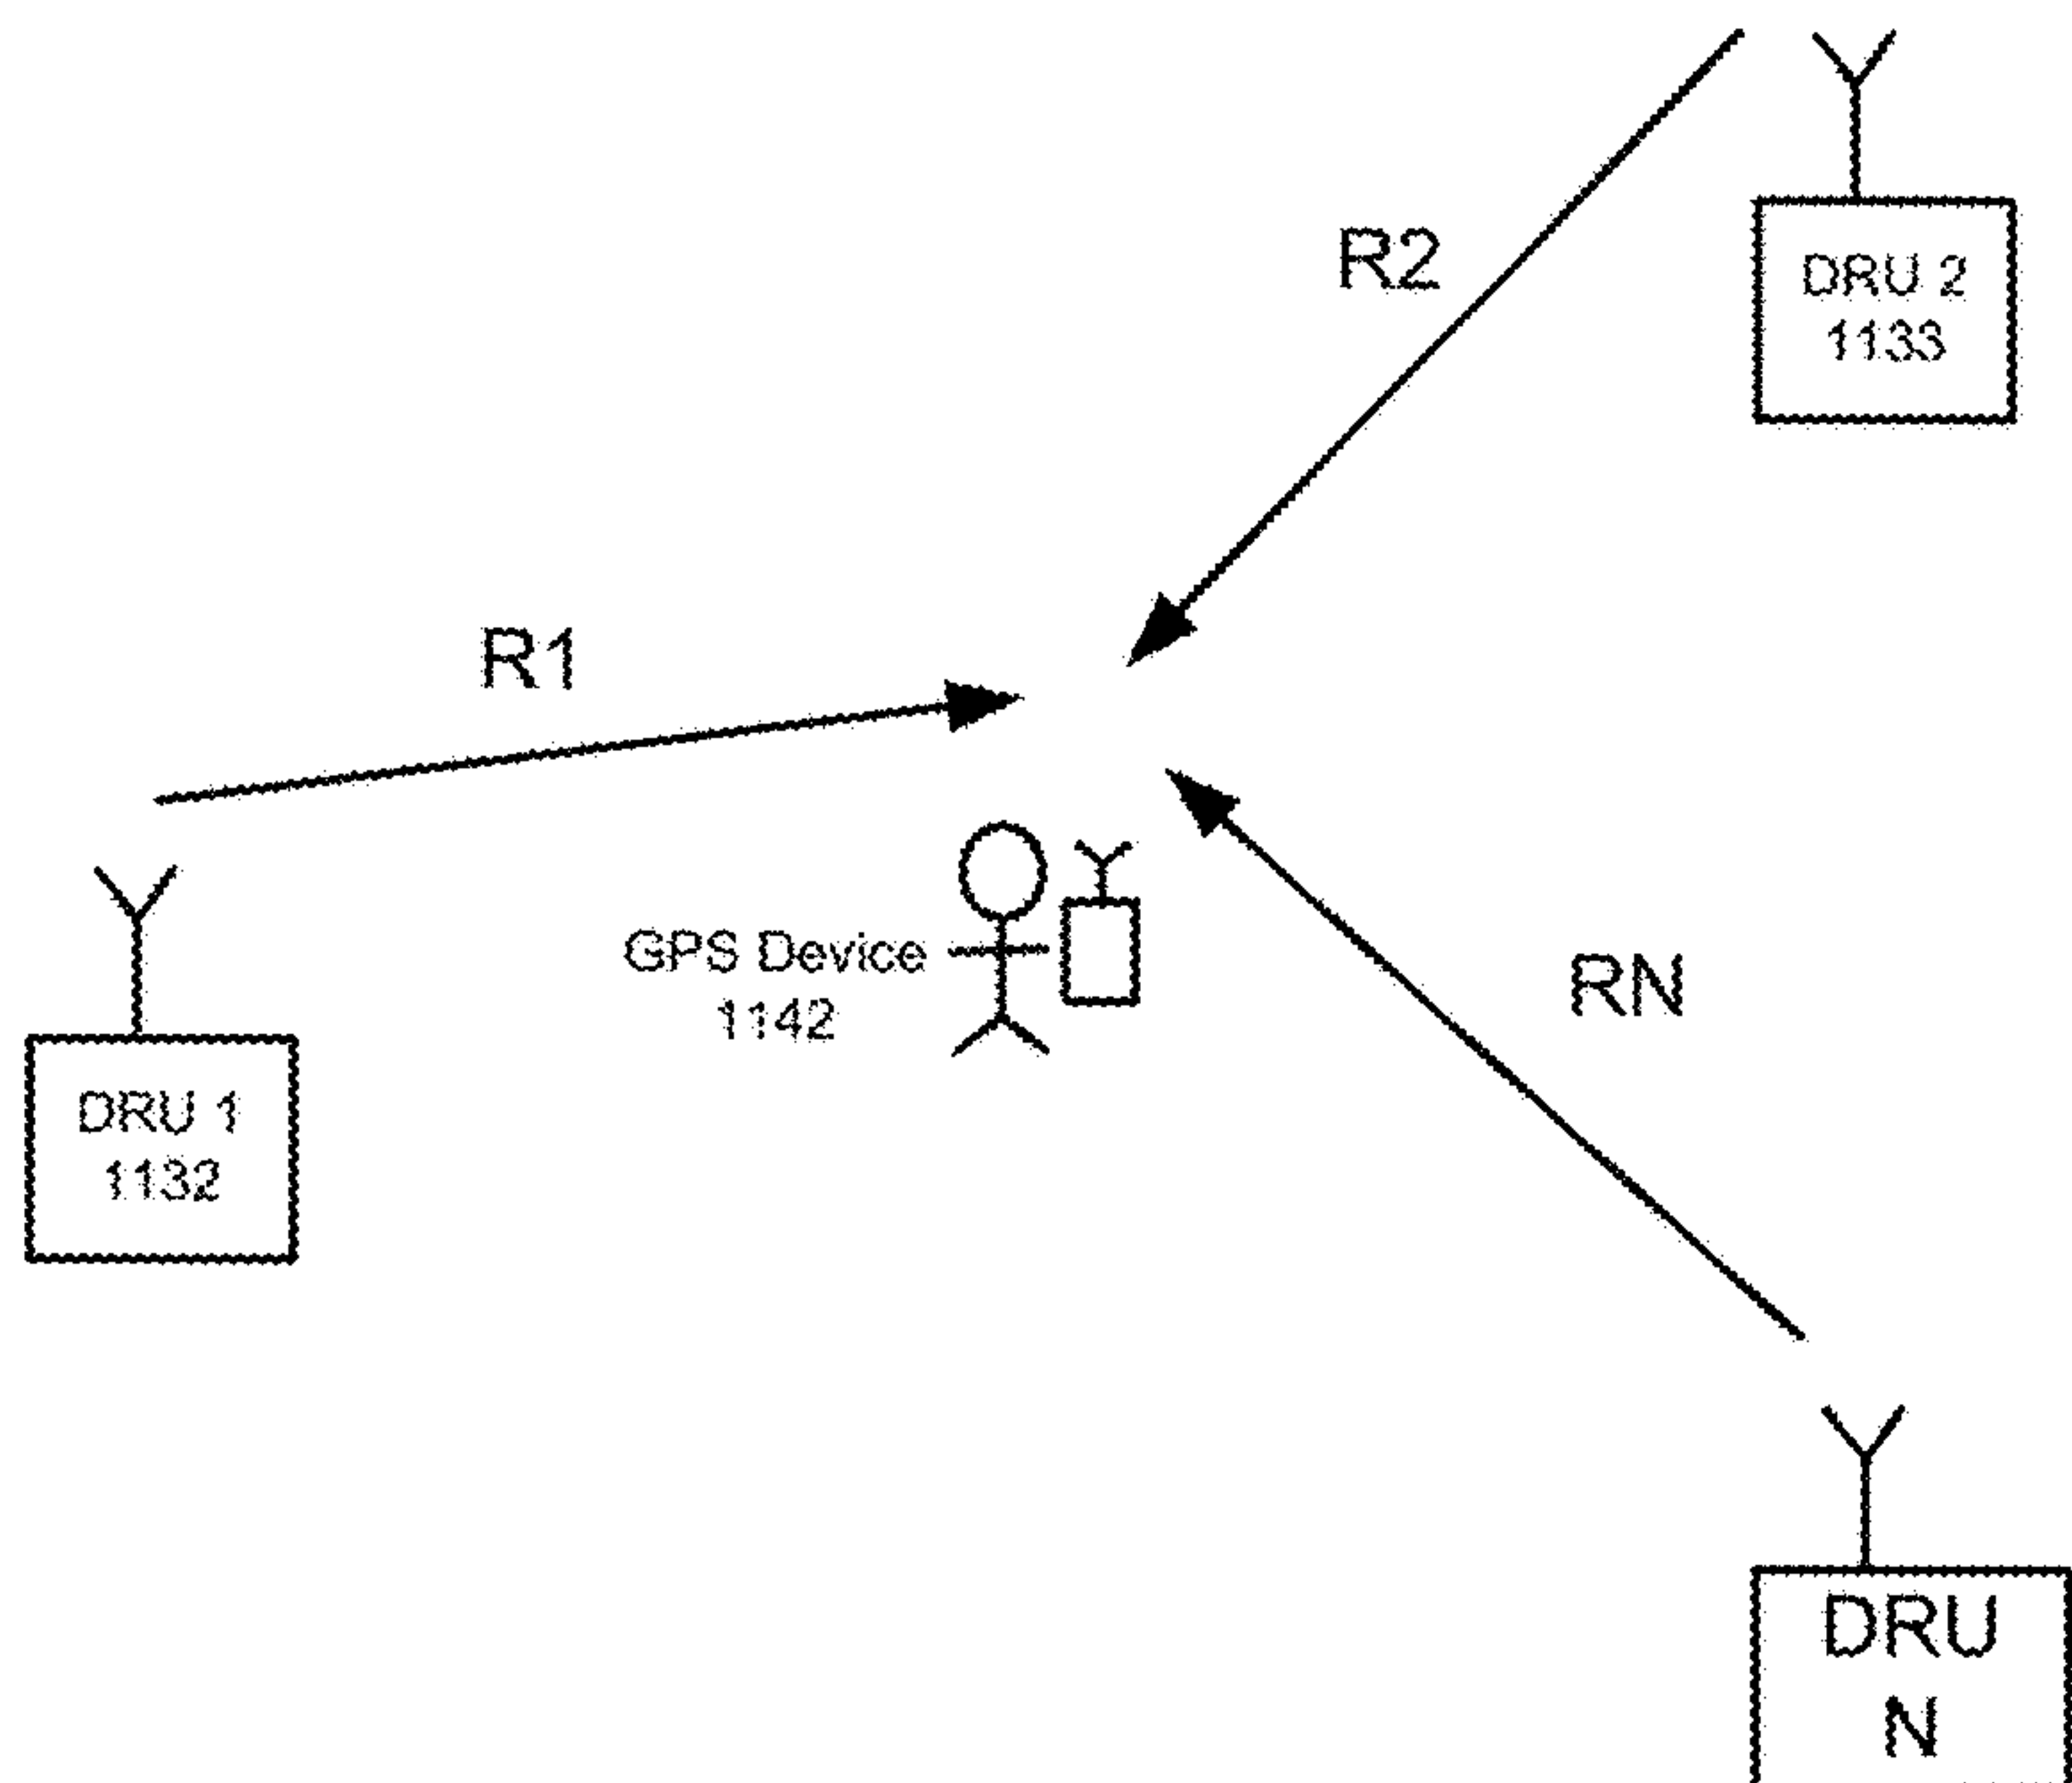 R2
DRU 2
1133
R1
GPS Device
1142
RN
DRU 1
1132
DRU
N